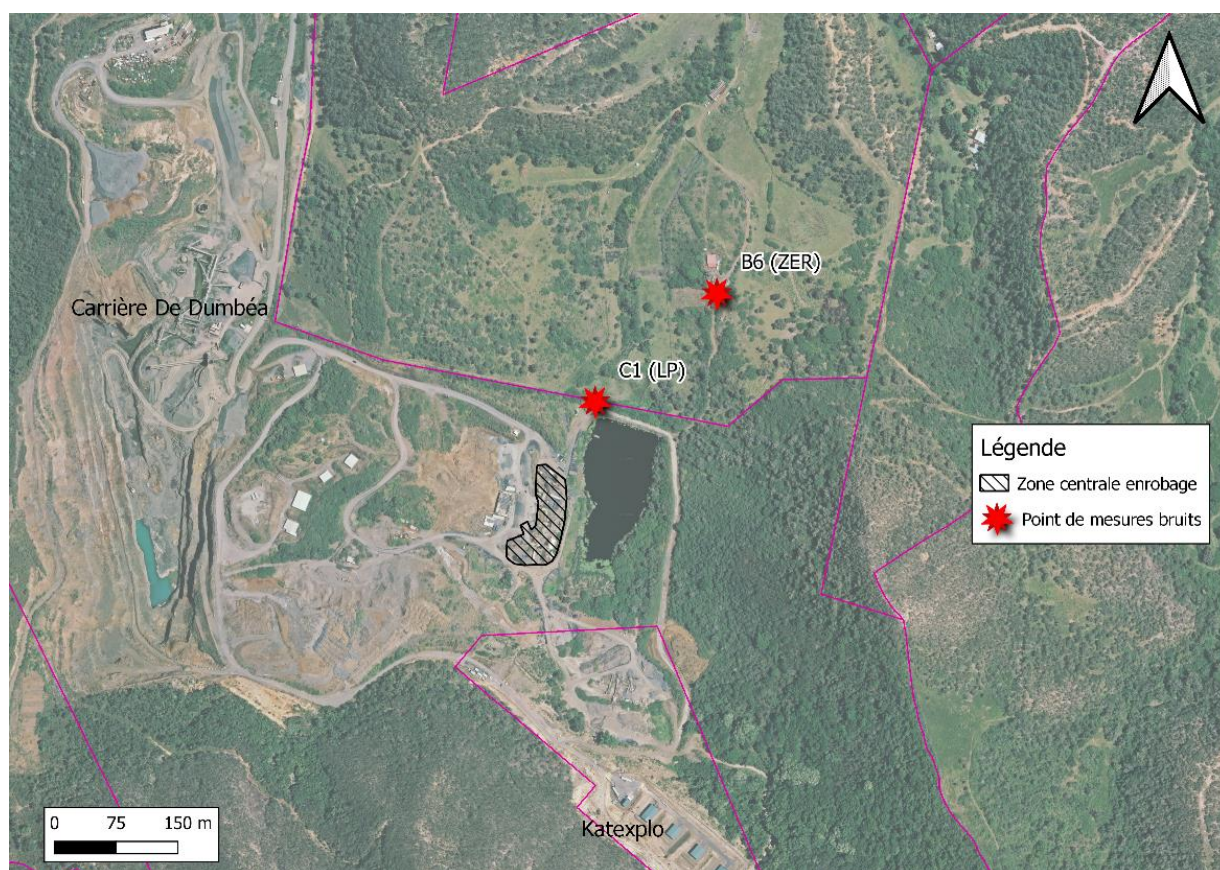 B6 (ZER)
Carrière De Dumbéa
C1 (LP)
Légende
Zone centrale enrobage
Point de mesures bruits
0 75 150 m
Katexplo